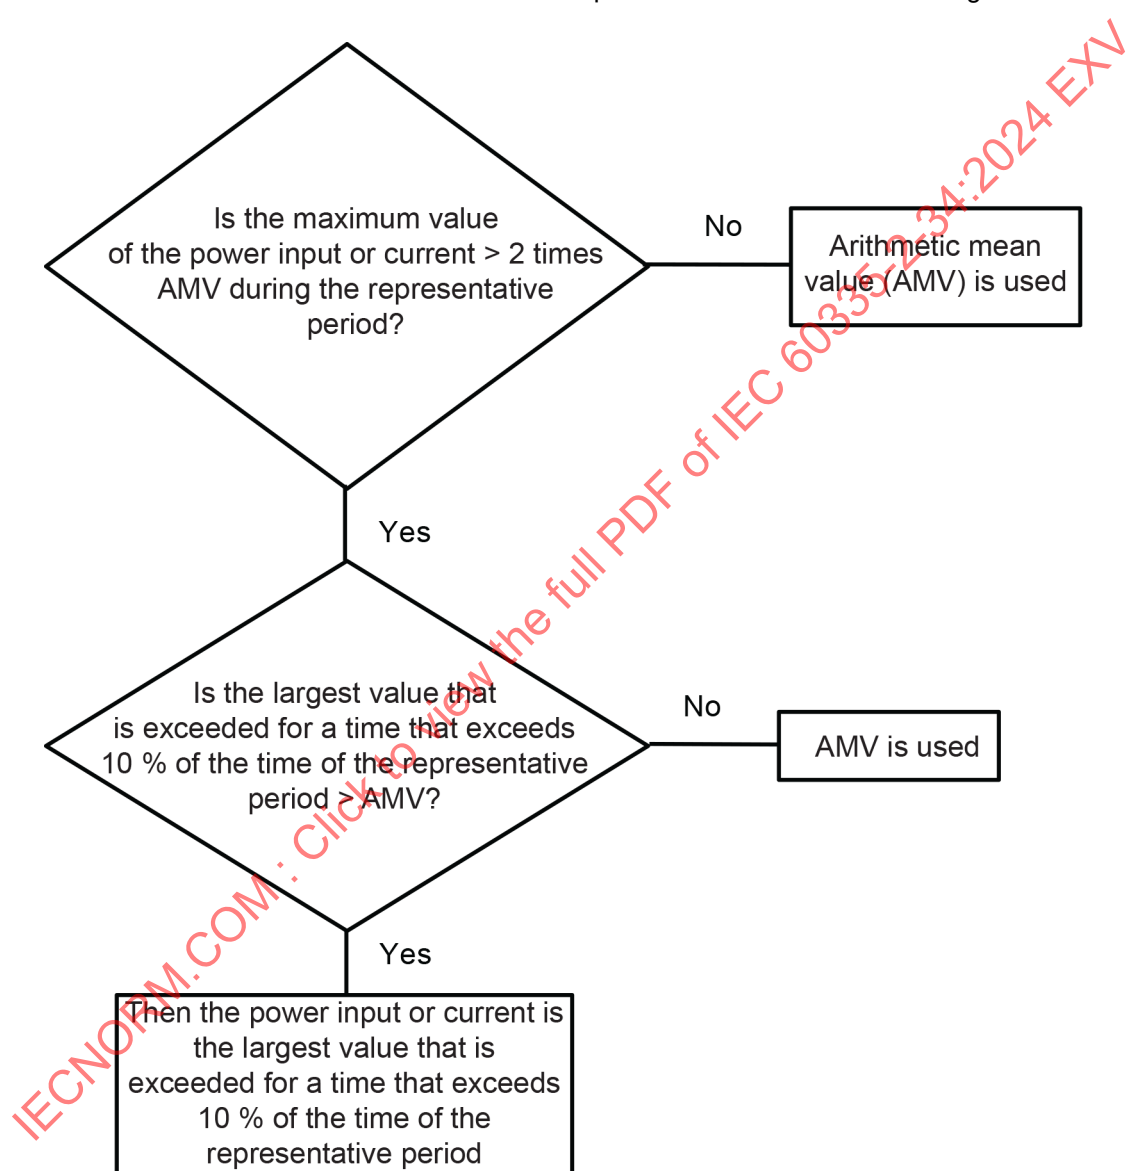 Is the maximum value
of the power input or current > 2 times
AMV during the representative
period?
No
Arithmetic mean
value (AMV) is used
Yes
Is the largest value that
is exceeded for a time that exceeds
10 % of the time of the representative
period > AMV?
No
AMV is used
Yes
Then the power input or current is
the largest value that is
exceeded for a time that exceeds
10 % of the time of the
representative period
IECNORM.COM : Click to view the full PDF of IEC 60335-2-34:2024 EXV